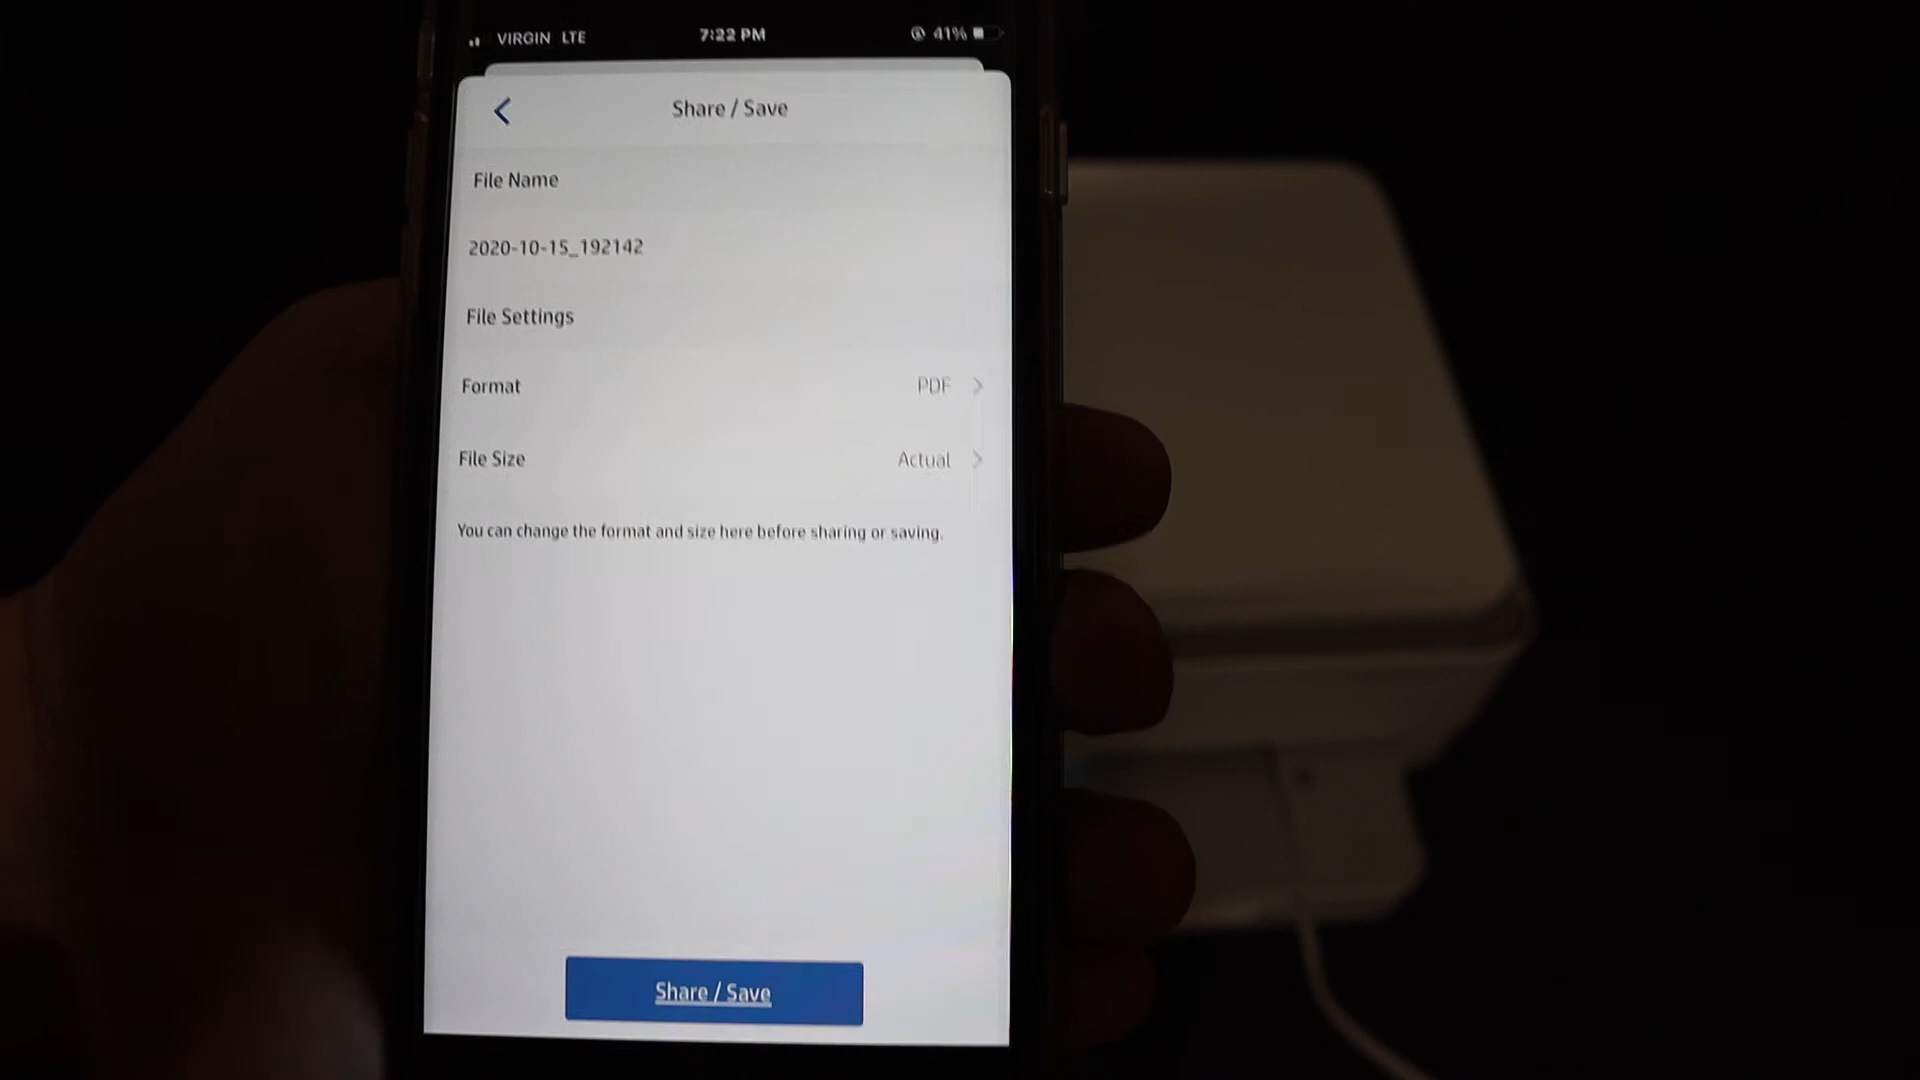 VIRGIN LTE 7:22 PM 41%
Share / Save
File Name
2020-10-15_192142
File Settings
Format PDF
File Size Actual
You can change the format and size here before sharing or saving.
Share / Save